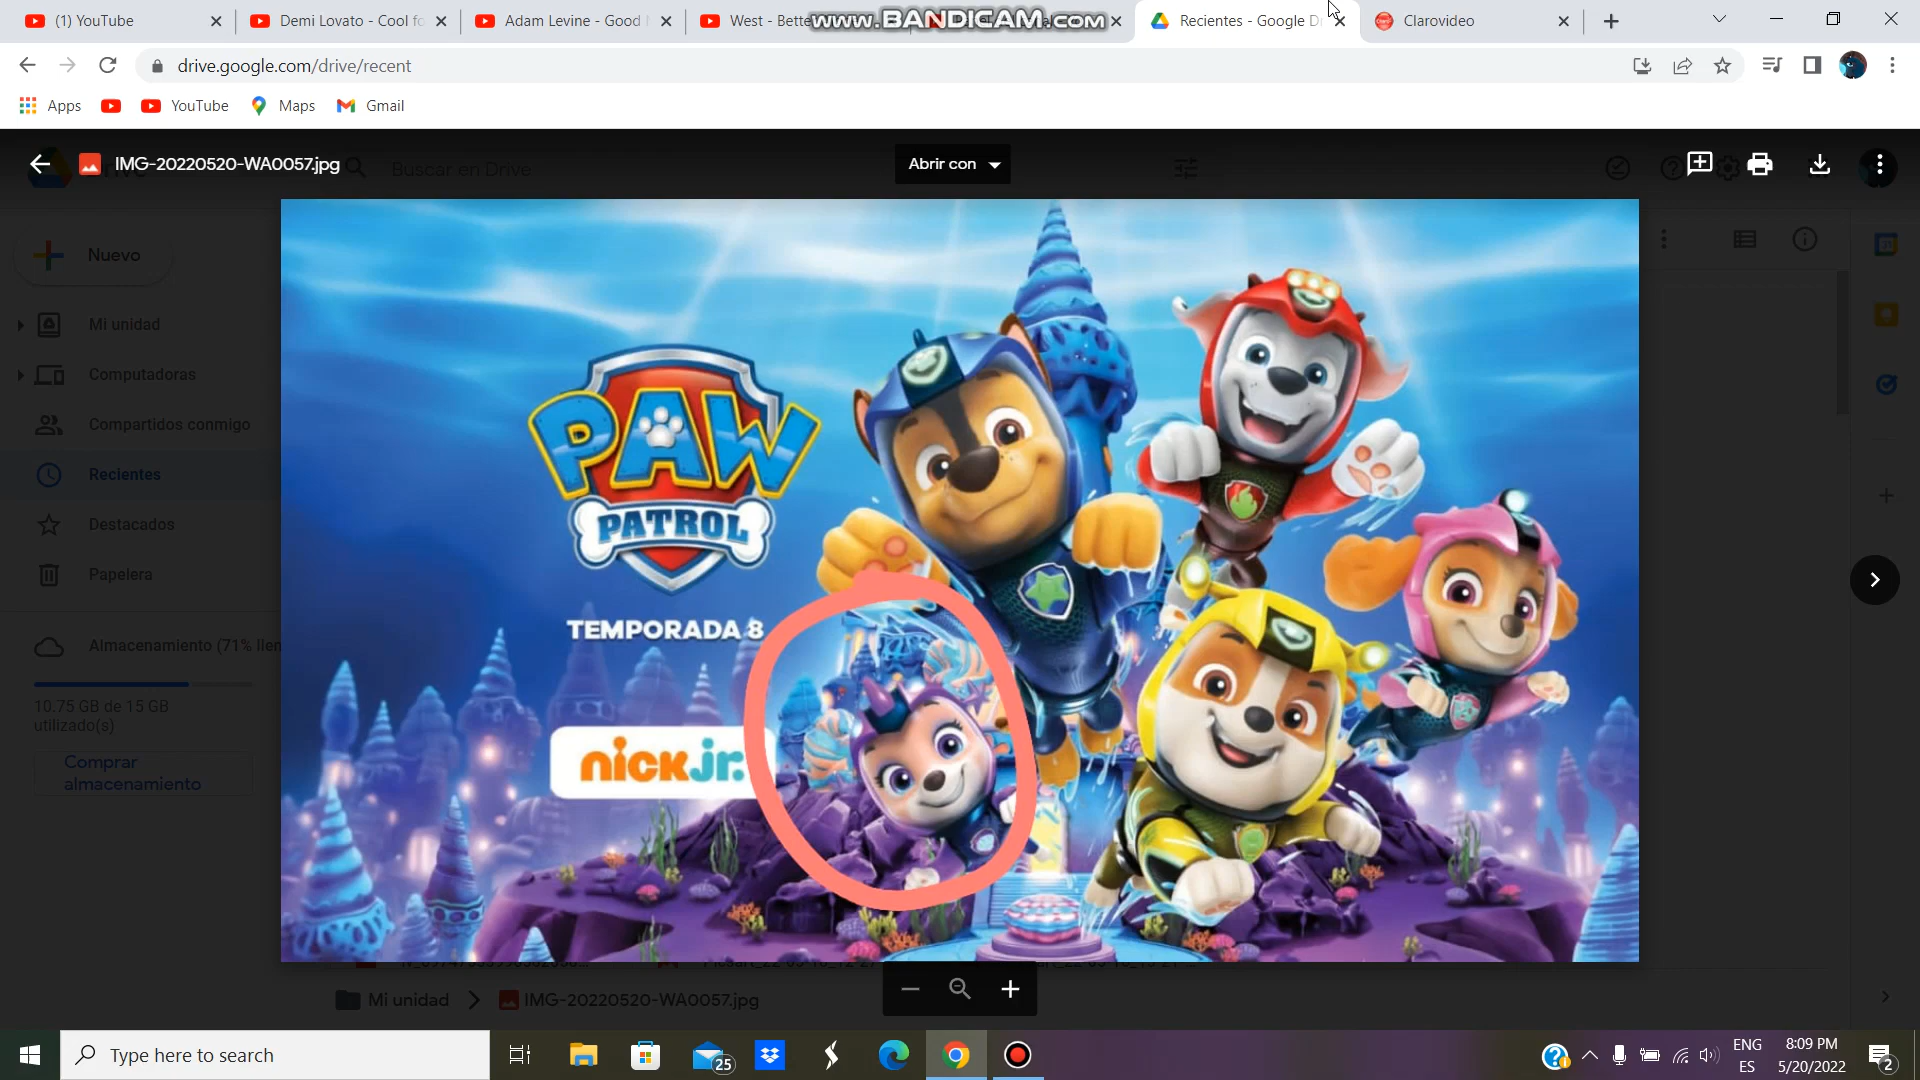 (1) YouTube
Demi Lovato - Cool fo
Adam Levine - Good
West - Bette
WWW.BANDICAM.COM
Recientes - Google D
Clarovideo
drive.google.com/drive/recent
Apps
YouTube
Maps
Gmail
IMG-20220520-WA0057.jpg
Buscar en Drive
Abrir con
Nuevo
Mi unidad
Computadoras
Compartidos conmigo
Recientes
Destacados
Papelera
Almacenamiento (71% llen
10.75 GB de 15 GB
utilizado(s)
Comprar
almacenamiento
PAW
PATROL
TEMPORADA 8
nick jr.
Mi unidad
IMG-20220520-WA0057.jpg
Type here to search
25
ENG
ES
8:09 PM
5/20/2022
2